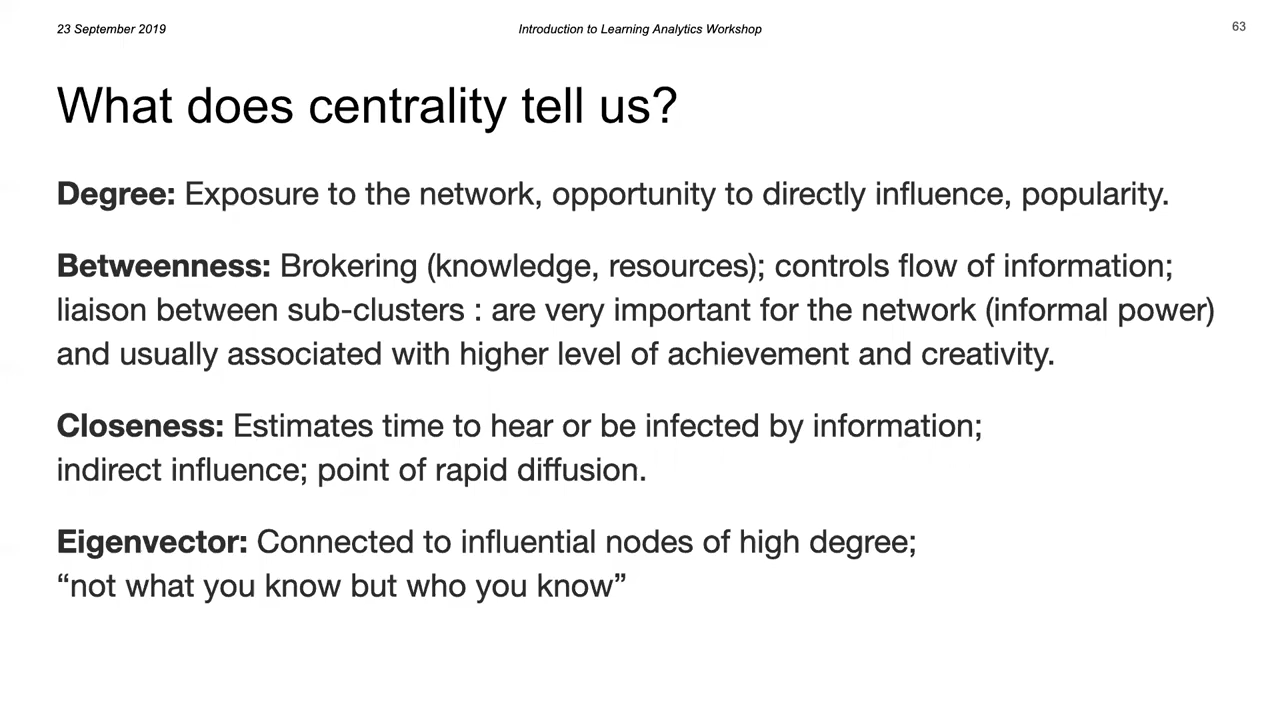 23 September 2019
Introduction to Learning Analytics Workshop
63
What does centrality tell us?
Degree: Exposure to the network, opportunity to directly influence, popularity.
Betweenness: Brokering (knowledge, resources); controls flow of information;
liaison between sub-clusters : are very important for the network (informal power)
and usually associated with higher level of achievement and creativity.
Closeness: Estimates time to hear or be infected by information;
indirect influence; point of rapid diffusion.
Eigenvector: Connected to influential nodes of high degree;
“not what you know but who you know”